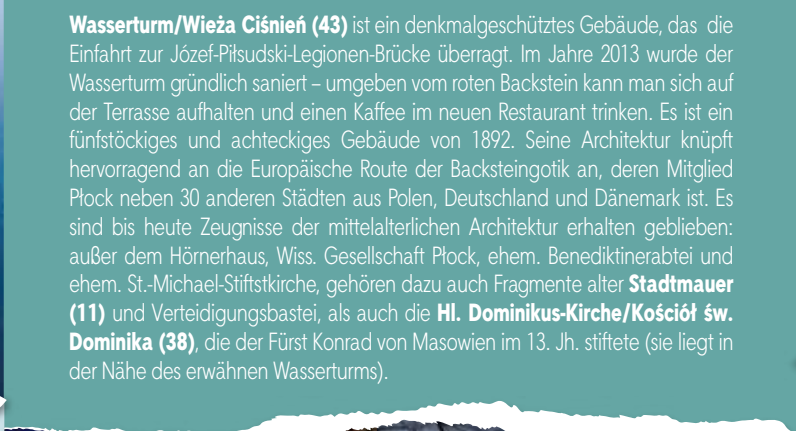 Wasserturm/Wieża Ciśnień (43) ist ein denkmalgeschütztes Gebäude, das die
Einfahrt zur Józef-Piłsudski-Legionen-Brücke überragt. Im Jahre 2013 wurde der
Wasserturm gründlich saniert – umgeben vom roten Backstein kann man sich auf
der Terrasse aufhalten und einen Kaffee im neuen Restaurant trinken. Es ist ein
fünfstöckiges und achteckiges Gebäude von 1892. Seine Architektur knüpft
hervorragend an die Europäische Route der Backsteingotik an, deren Mitglied
Płock neben 30 anderen Städten aus Polen, Deutschland und Dänemark ist. Es
sind bis heute Zeugnisse der mittelalterlichen Architektur erhalten geblieben:
außer dem Hörnerhaus, Wiss. Gesellschaft Płock, ehem. Benediktinerabtei und
ehem. St.-Michael-Stiftstkirche, gehören dazu auch Fragmente alter Stadtmauer
(11) und Verteidigungsbastei, als auch die Hl. Dominikus-Kirche/Kościół św.
Dominika (38), die der Fürst Konrad von Masowien im 13. Jh. stiftete (sie liegt in
der Nähe des erwähnen Wasserturms).